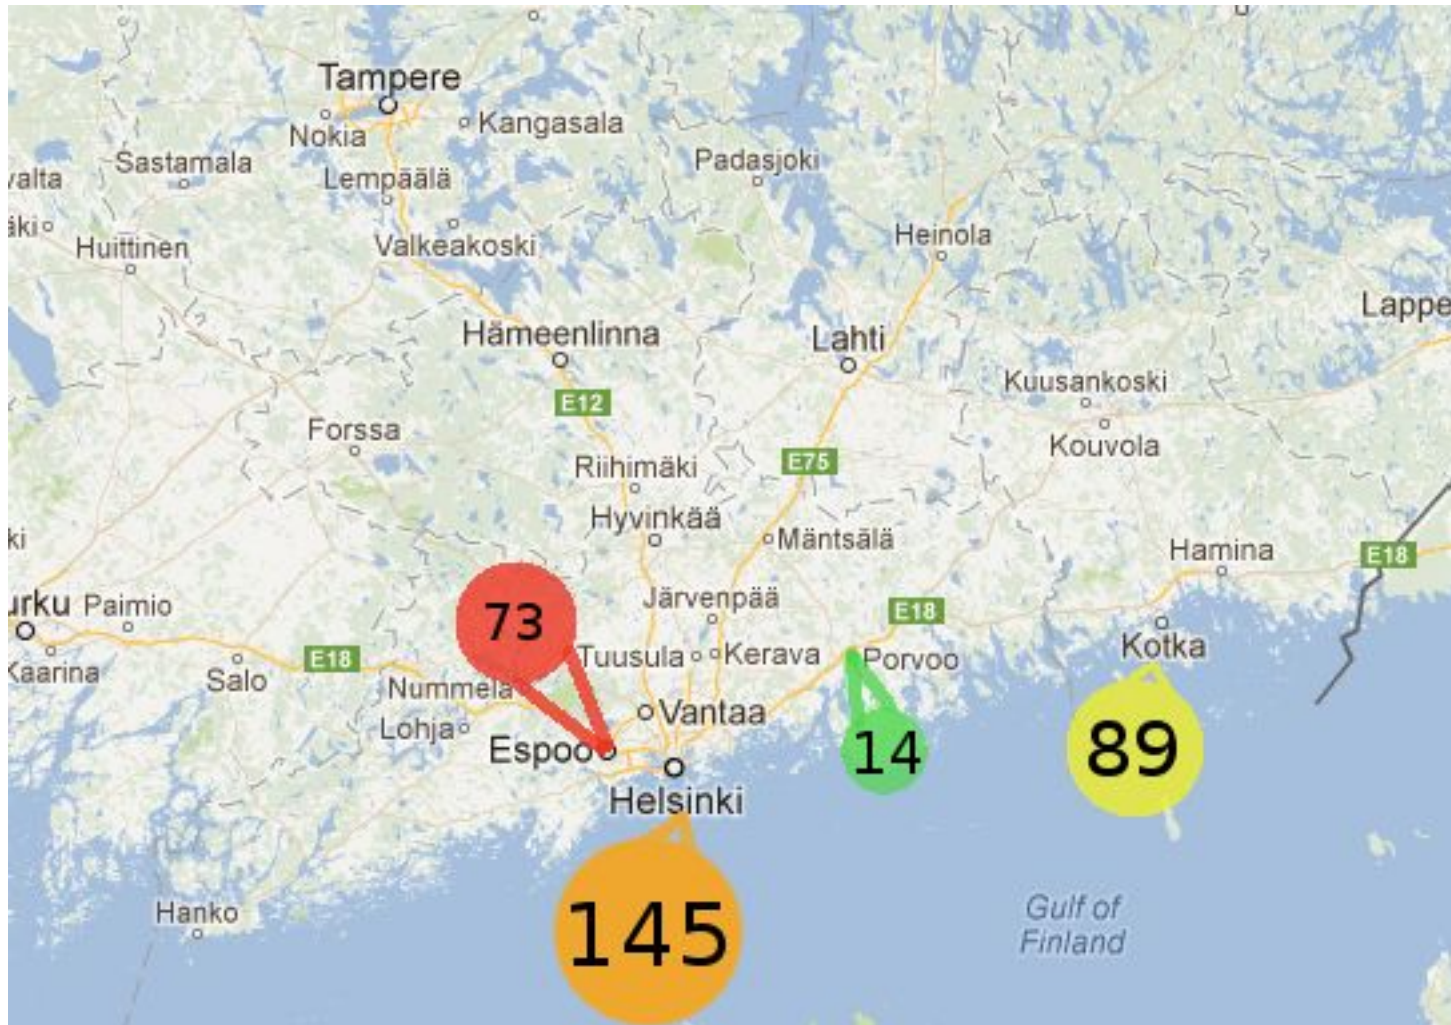 Tampere
Nokia
Kangasala
Sastamala
Lempäälä
Padasjoki
valta
äki
Huittinen
Valkeakoski
Heinola
Lappe
Hämeenlinna
Lahti
Kuusankoski
E12
Forssa
Kouvola
Riihimäki
E75
Hyvinkää
Mäntsälä
ki
Hamina
E18
urku
Paimio
73
Järvenpää
E18
Kaarina
Salo
E18
Tuusula
Kerava
Porvoo
Kotka
Nummela
Lohja
Vantaa
Espoo
14
89
Helsinki
145
Hanko
Gulf of
Finland